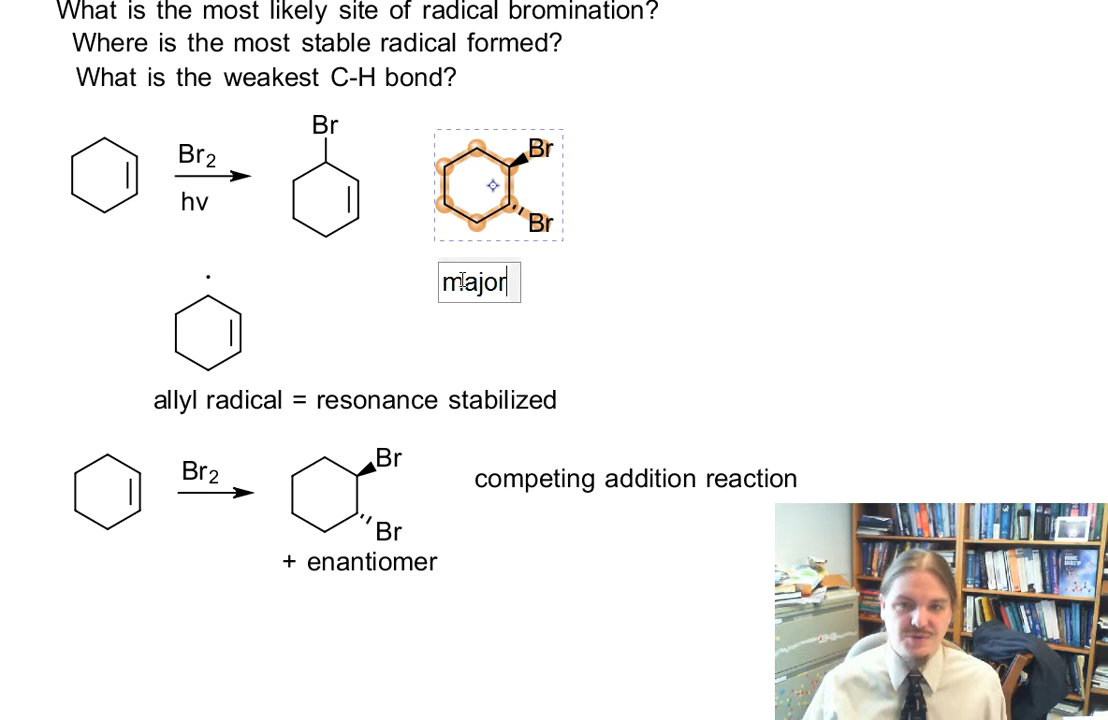 What is the most likely site of radical bromination?
Where is the most stable radical formed?
What is the weakest C-H bond?
Br
Br2
hv
Br
Br
major
allyl radical = resonance stabilized
Br2
Br
Br
+ enantiomer
competing addition reaction